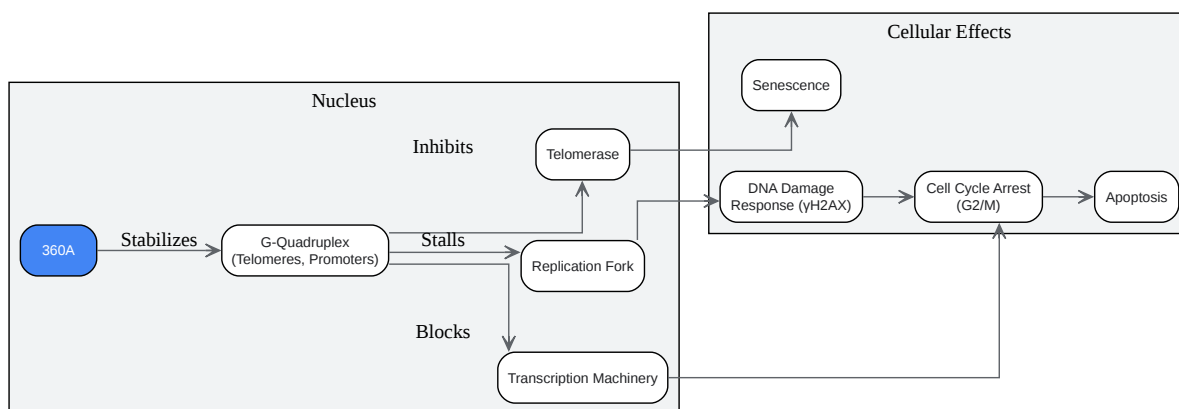 Cellular Effects
Nucleus
Senescence
Inhibits
Telomerase
DNA Damage
Response (γH2AX)
Cell Cycle Arrest
(G2/M)
Apoptosis
360A
Stabilizes
G-Quadruplex
(Telomeres, Promoters)
Stalls
Replication Fork
Blocks
Transcription Machinery